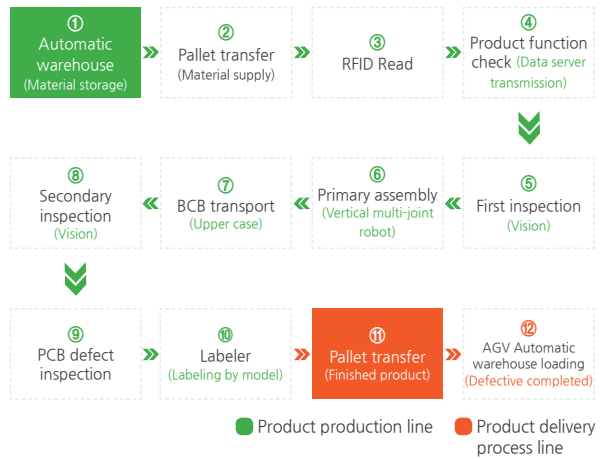 ①
Automatic
warehouse
(Material storage)
②
Pallet transfer
(Material supply)
③
RFID Read
④
Product function
check (Data server
transmission)
⑧
Secondary
inspection
(Vision)
⑦
BCB transport
(Upper case)
⑥
Primary assembly
(Vertical multi-joint
robot)
⑤
First inspection
(Vision)
⑨
PCB defect
inspection
⑩
Labeler
(Labeling by model)
⑪
Pallet transfer
(Finished product)
⑫
AGV Automatic
warehouse loading
(Defective completed)
Product production line
Product delivery
process line